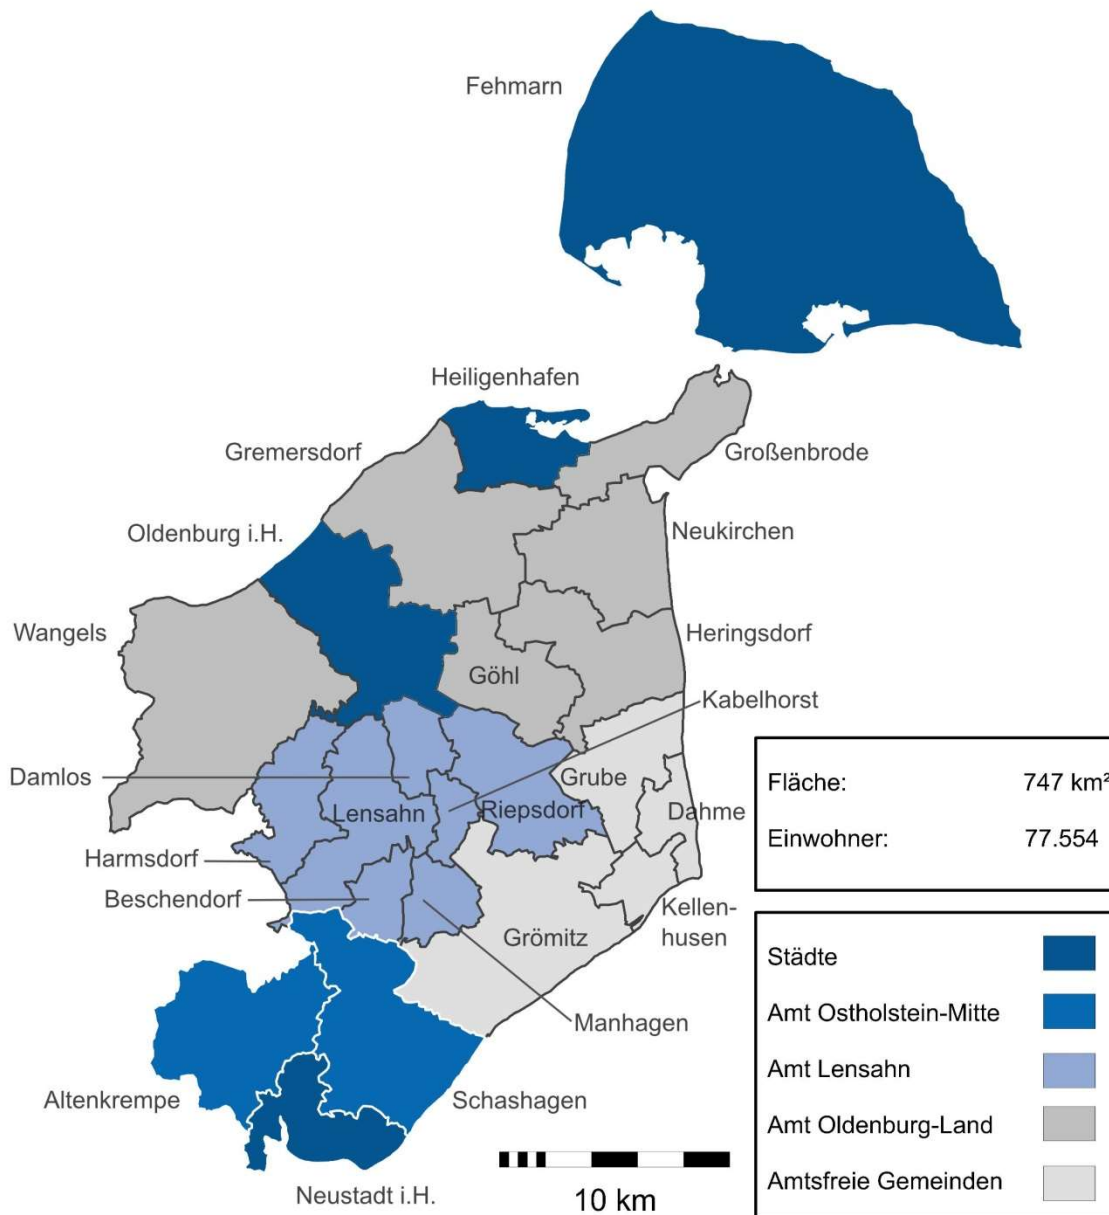 Fehmarn
Heiligenhafen
Gremersdorf
Großenbrode
Oldenburg i.H.
Neukirchen
Wangels
Heringsdorf
Göhl
Kabelhorst
Damlos
Grube
Lensahn
Riepsdorf
Dahme
Harmsdorf
Beschendorf
Kellen-
husen
Grömitz
Manhagen
Altenkrempe
Schashagen
Neustadt i.H.
10 km
Fläche: 747 km²
Einwohner: 77.554
Städte
Amt Ostholstein-Mitte
Amt Lensahn
Amt Oldenburg-Land
Amtsfreie Gemeinden